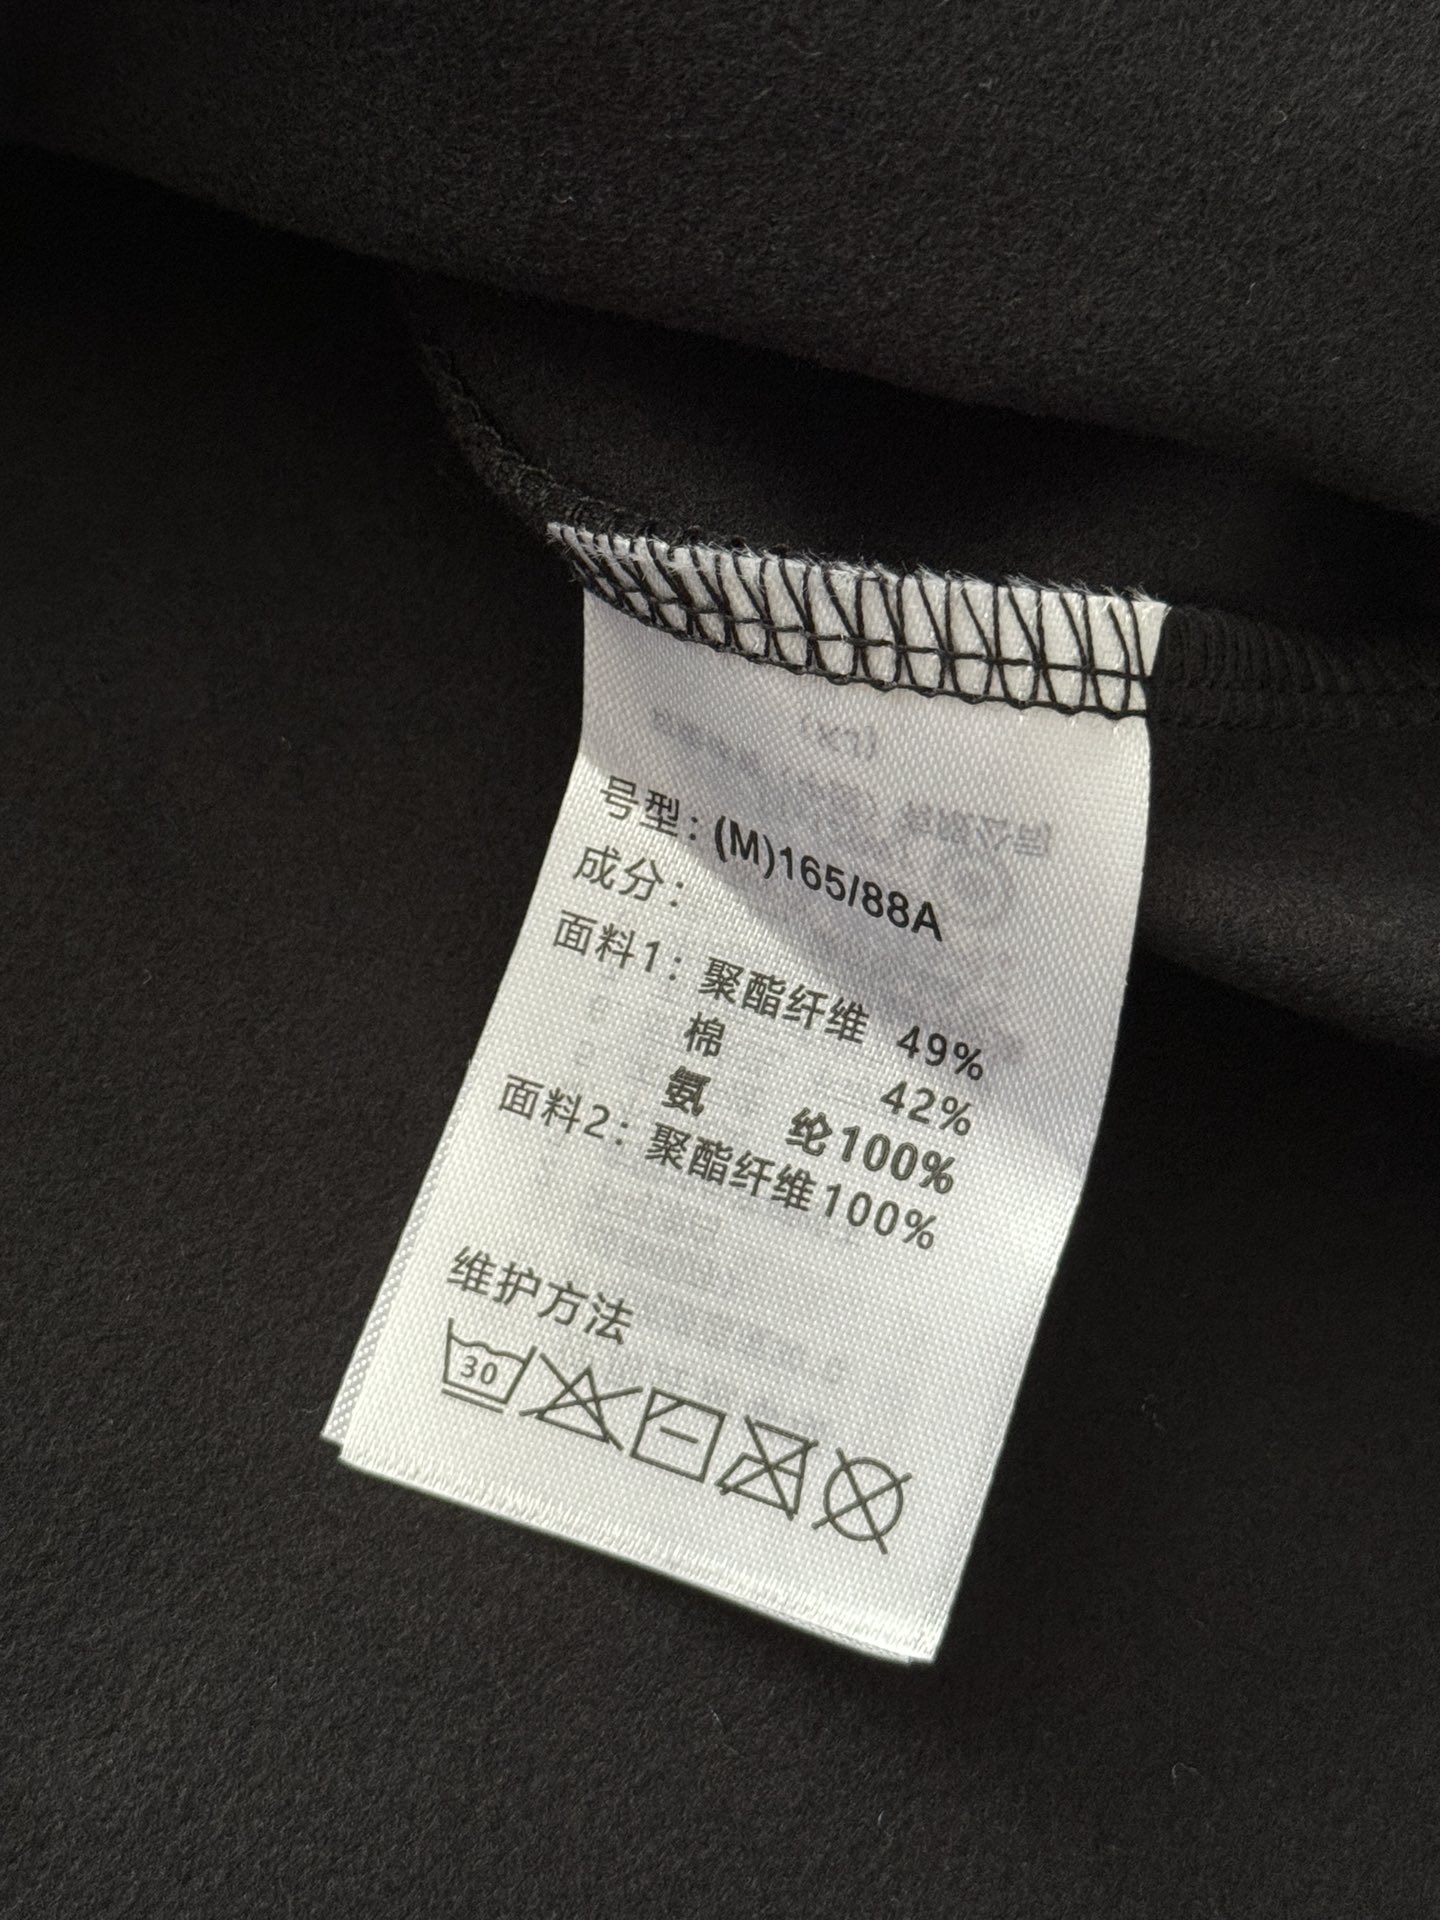 号型：(M)165/88A
成分：
面料1：聚酯纤维 49%
棉 42%
氨 纶100%
面料2：聚酯纤维100%
维护方法
30